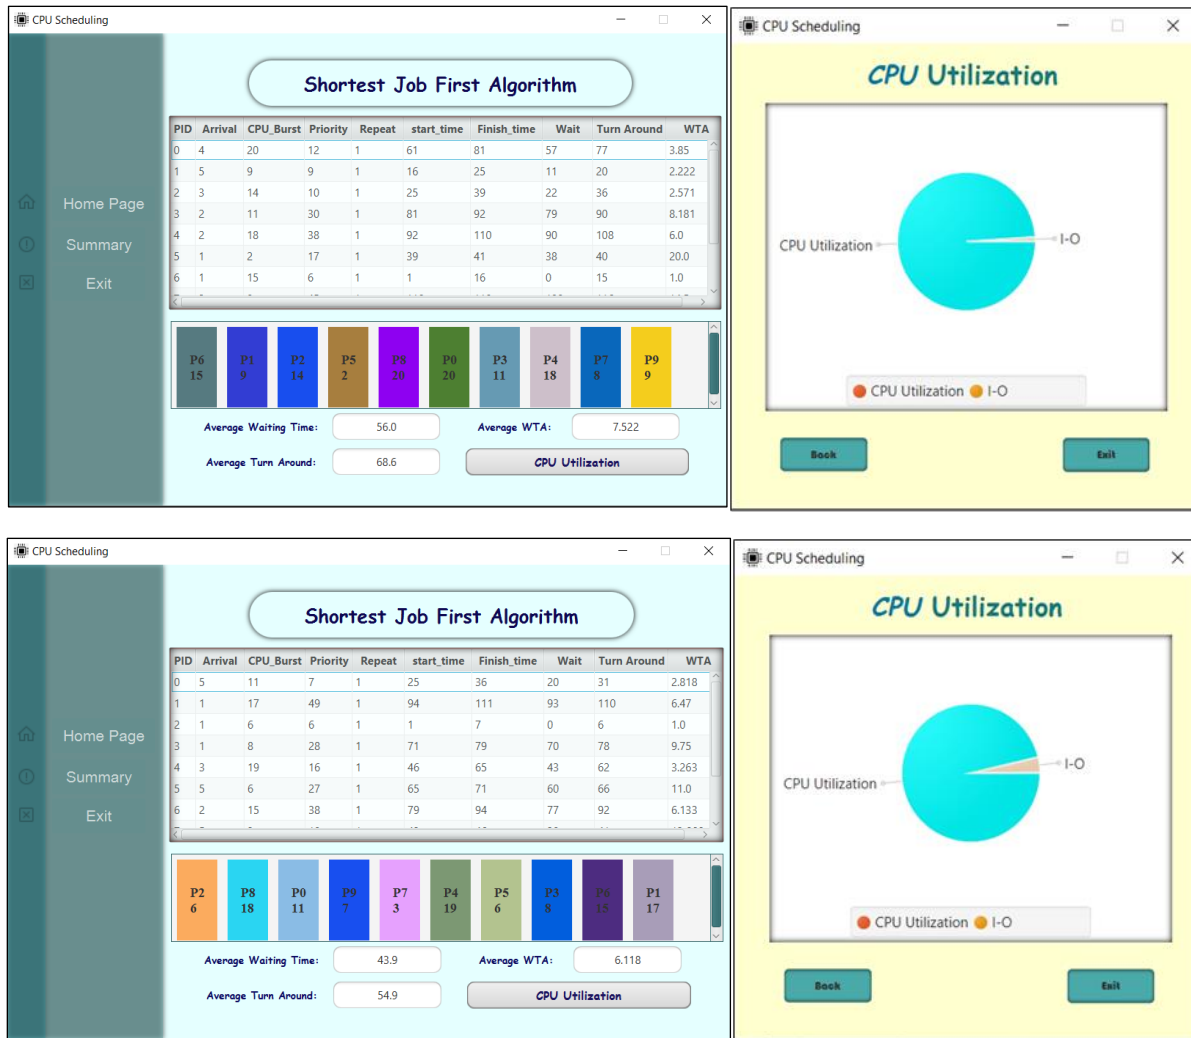 CPU Scheduling
Shortest Job First Algorithm
PID Arrival CPU_Burst Priority Repeat start_time Finish_time Wait Turn Around WTA
0 4 20 12 1 61 81 57 77 3.85
1 5 9 9 1 16 25 11 20 2.222
2 3 14 10 1 25 39 22 36 2.571
3 2 11 30 1 81 92 79 90 8.181
4 2 18 38 1 92 110 90 108 6.0
5 1 2 17 1 39 41 38 40 20.0
6 1 15 6 1 1 16 0 15 1.0
Home Page
Summary
Exit
P6 P1 P2 P5 P8 P0 P3 P4 P7 P9
15 9 14 2 20 20 11 18 8 9
Average Waiting Time: 56.0 Average WTA: 7.522
Average Turn Around: 68.6 CPU Utilization
CPU Scheduling
CPU Utilization
CPU Utilization
I-O
CPU Utilization I-O
Back Exit
CPU Scheduling
Shortest Job First Algorithm
PID Arrival CPU_Burst Priority Repeat start_time Finish_time Wait Turn Around WTA
0 5 11 7 1 25 36 20 31 2.818
1 1 17 49 1 94 111 93 110 6.47
2 1 6 6 1 1 7 0 6 1.0
3 1 8 28 1 71 79 70 78 9.75
4 3 19 16 1 46 65 43 62 3.263
5 5 6 27 1 65 71 60 66 11.0
6 2 15 38 1 79 94 77 92 6.133
Home Page
Summary
Exit
P2 P8 P0 P9 P7 P4 P5 P3 P6 P1
6 18 11 7 3 19 6 8 15 17
Average Waiting Time: 43.9 Average WTA: 6.118
Average Turn Around: 54.9 CPU Utilization
CPU Scheduling
CPU Utilization
I-O
CPU Utilization
CPU Utilization I-O
Back Exit